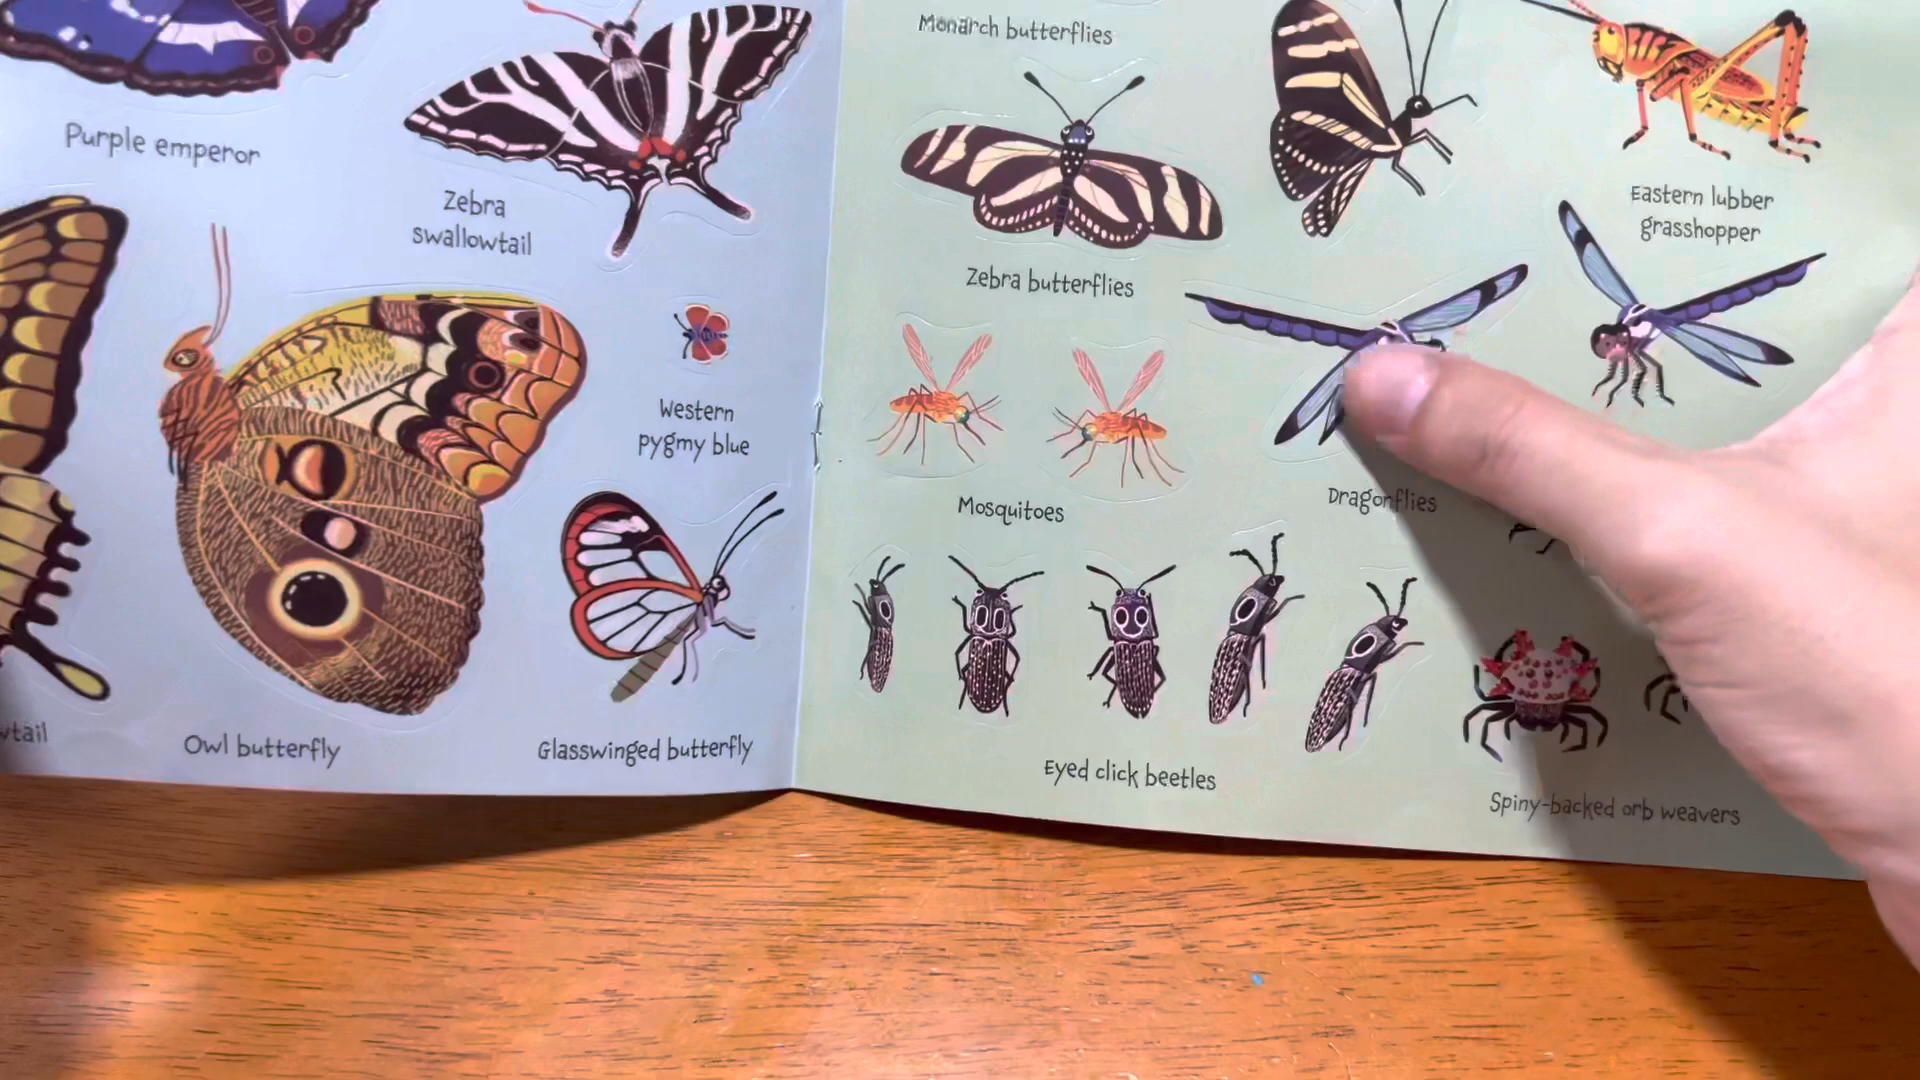 Purple emperor
Zebra
swallowtail
Western
pygmy blue
Owl butterfly
Glasswinged butterfly
Monarch butterflies
Eastern lubber
grasshopper
Zebra butterflies
Mosquitoes
Dragonflies
Eyed click beetles
Spiny-backed orb weavers